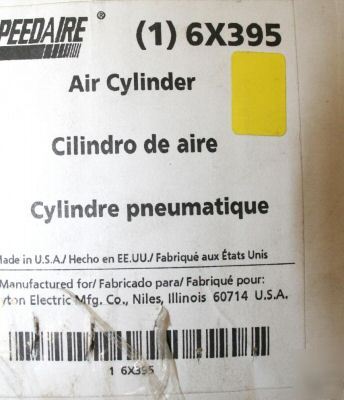 PEEDAIRE ® (1) 6X395
Air Cylinder
Cilindro de aire
Cylindre pneumatique
Made in U.S.A./ Hecho en EE.UU./ Fabriqué aux États Unis
Manufactured for/ Fabricado para/ Fabriqué pour:
yton Electric Mfg. Co., Niles, Illinois 60714 U.S.A.
1 6X395